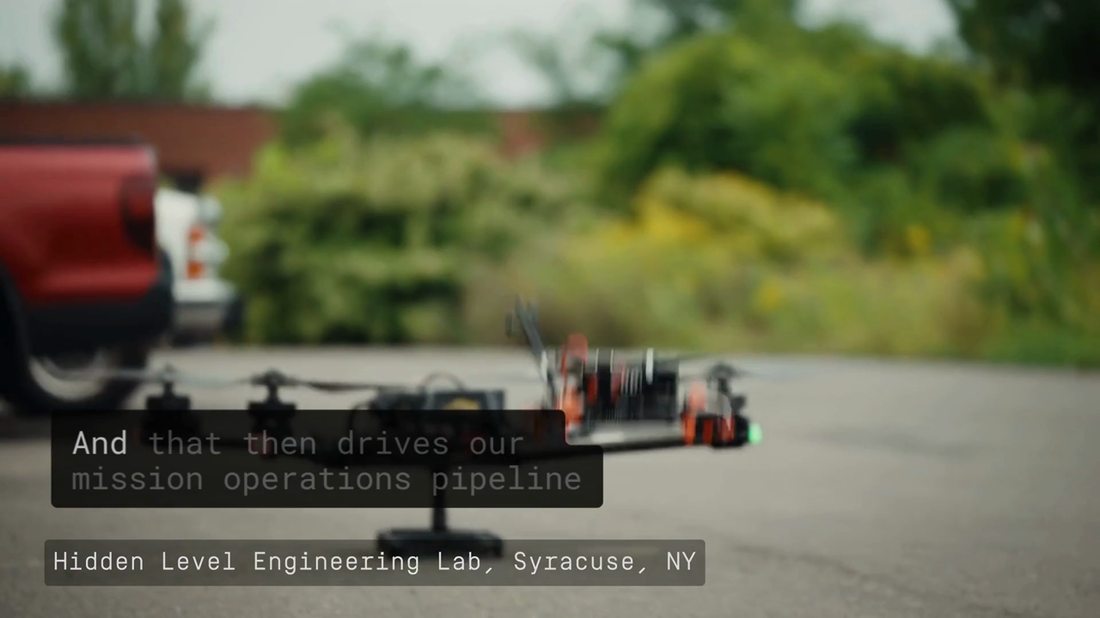 And that then drives our
mission operations pipeline
Hidden Level Engineering Lab, Syracuse, NY